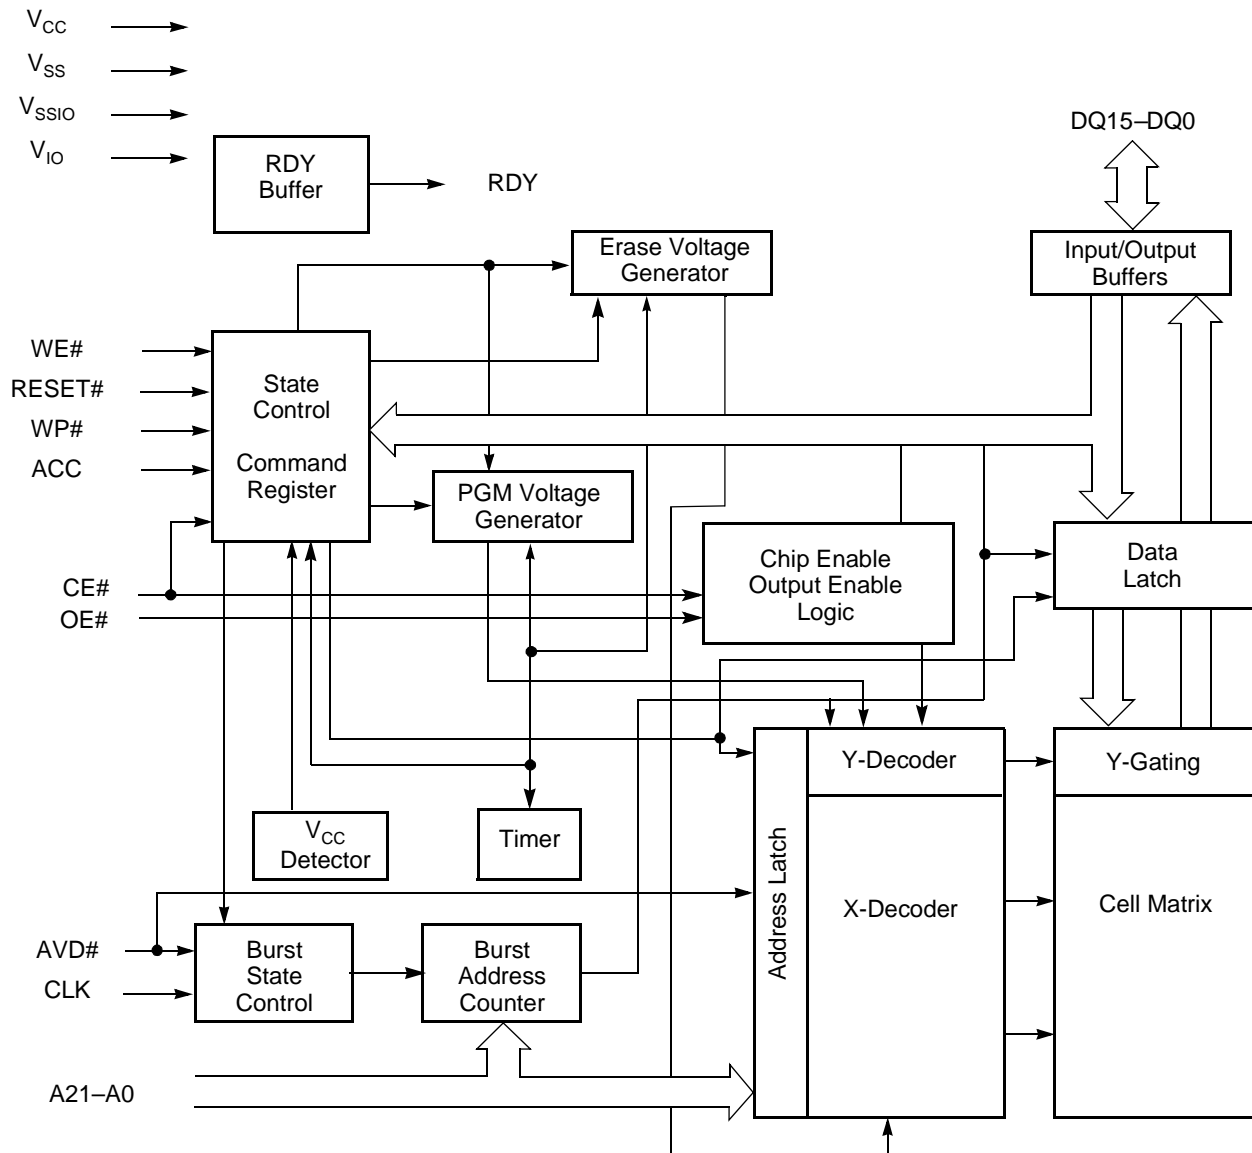 VCC
VSS
VSSIO
VIO
RDY
Buffer
RDY
DQ15–DQ0
Erase Voltage
Generator
Input/Output
Buffers
WE#
RESET#
WP#
ACC
State
Control
Command
Register
PGM Voltage
Generator
CE#
OE#
Chip Enable
Output Enable
Logic
Data
Latch
Y-Decoder
Y-Gating
VCC
Detector
Timer
Address Latch
X-Decoder
Cell Matrix
AVD#
CLK
Burst
State
Control
Burst
Address
Counter
A21–A0